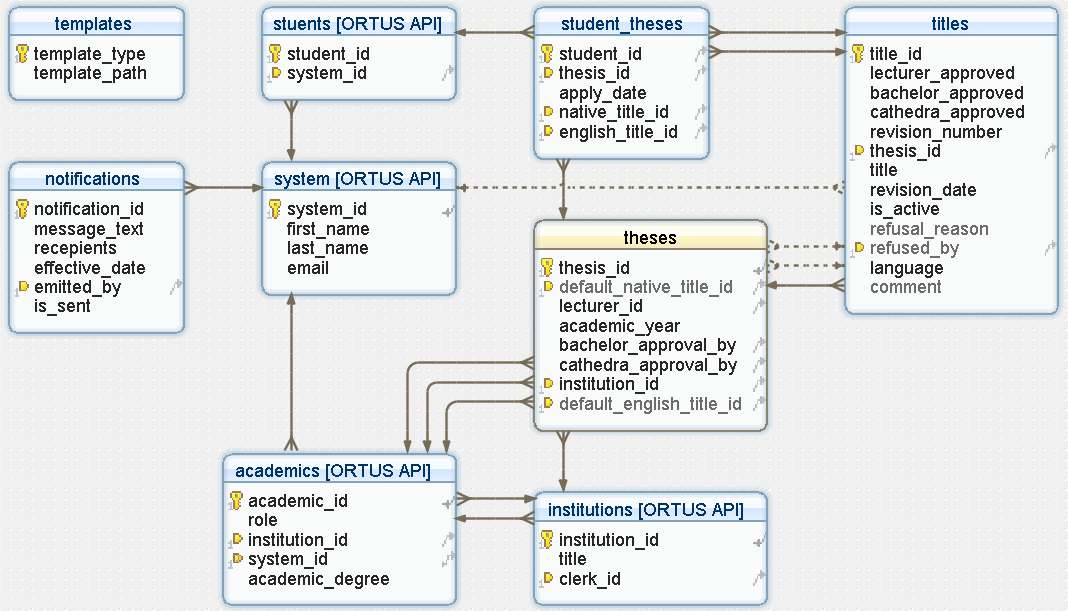 templates
template_type
template_path
stuents [ORTUS API]
student_id
system_id
student_theses
student_id
thesis_id
apply_date
native_title_id
english_title_id
titles
title_id
lecturer_approved
bachelor_approved
cathedra_approved
revision_number
thesis_id
title
revision_date
is_active
refusal_reason
refused_by
language
comment
notifications
notification_id
message_text
recepients
effective_date
emitted_by
is_sent
system [ORTUS API]
system_id
first_name
last_name
email
theses
thesis_id
default_native_title_id
lecturer_id
academic_year
bachelor_approval_by
cathedra_approval_by
institution_id
default_english_title_id
academics [ORTUS API]
academic_id
role
institution_id
system_id
academic_degree
institutions [ORTUS API]
institution_id
title
clerk_id